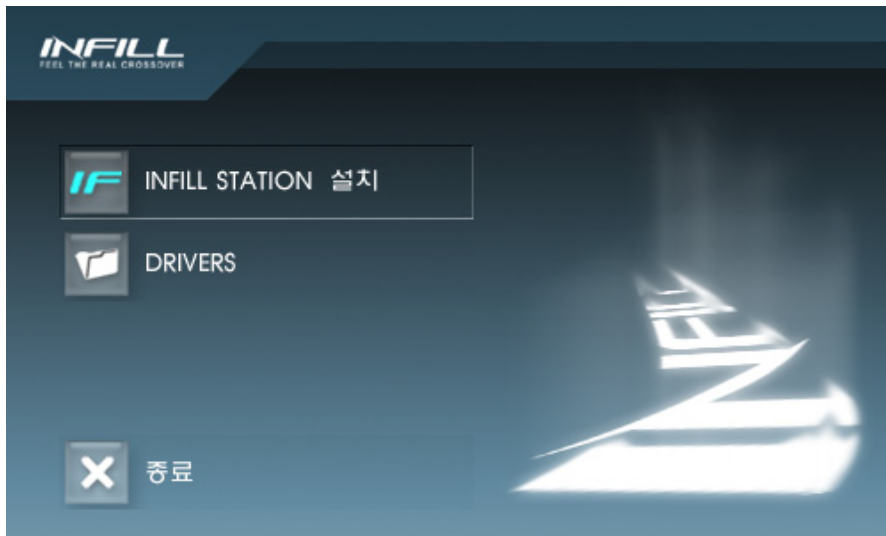 INFILL
FEEL THE REAL CROSSOVER
IF INFILL STATION 설치
DRIVERS
INFILL
종료